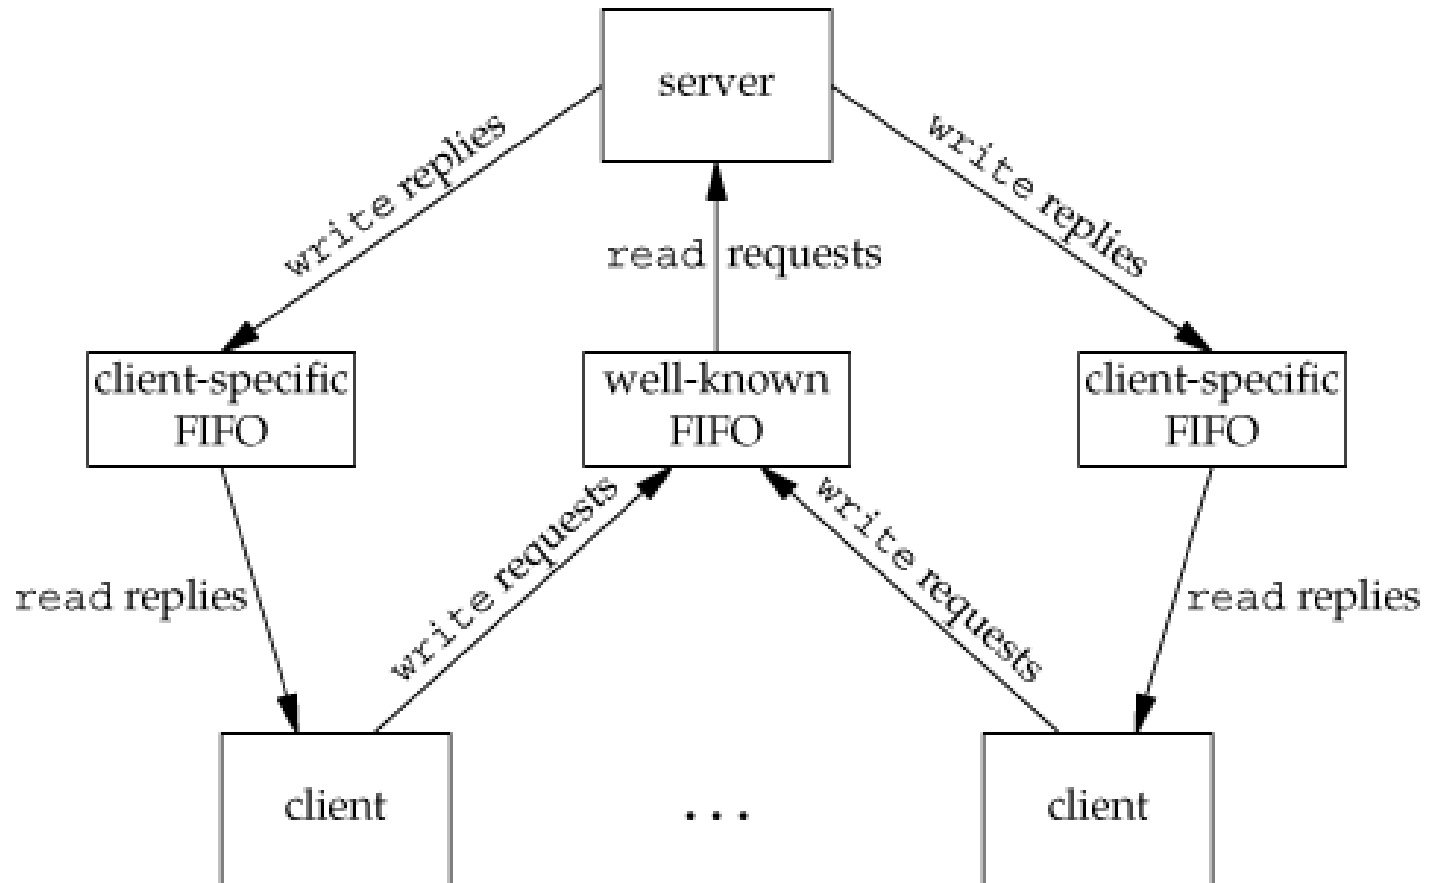 server
write replies
write replies
read requests
client-specific
FIFO
well-known
FIFO
client-specific
FIFO
write requests
write requests
read replies
read replies
client
...
client